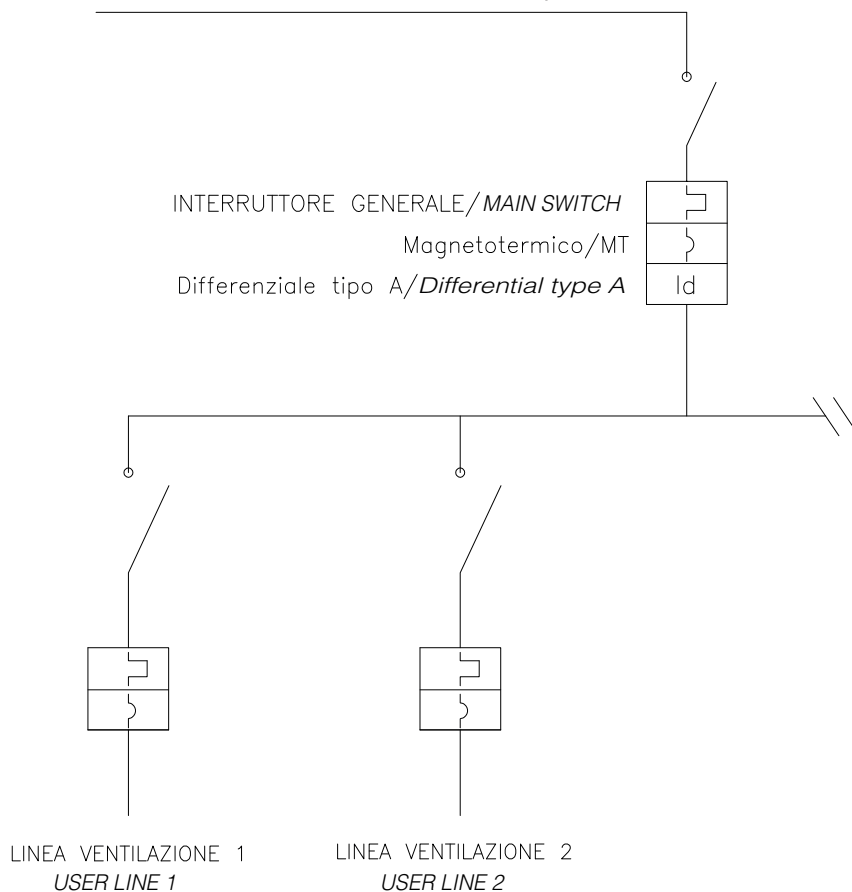 INTERRUTTORE GENERALE/MAIN SWITCH
Magnetotermico/MT
Differenziale tipo A/Differential type A
Id
LINEA VENTILAZIONE 1
USER LINE 1
LINEA VENTILAZIONE 2
USER LINE 2